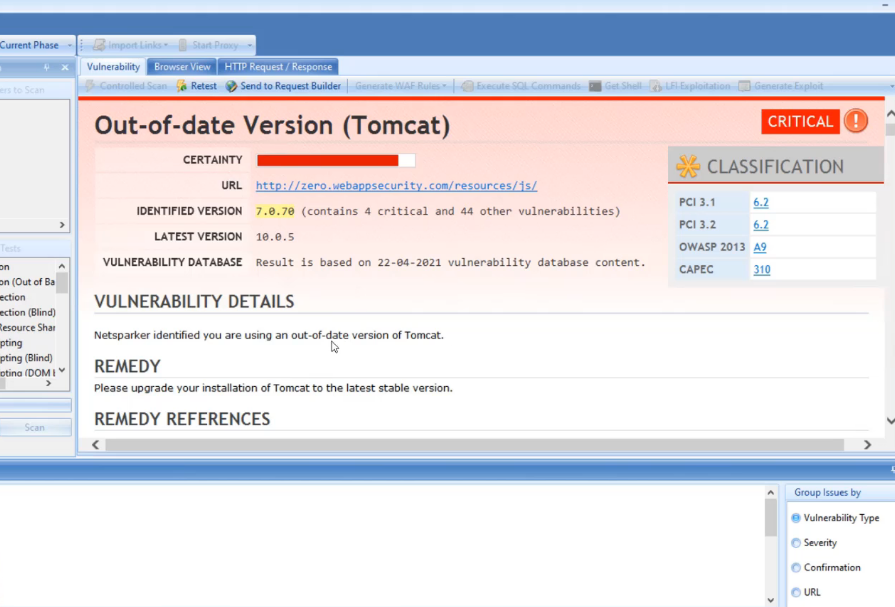 Current Phase
Import Links
Start Proxy
Vulnerability
Browser View
HTTP Request / Response
ers to Scan
Controlled Scan
Retest
Send to Request Builder
Generate WAF Rules
Execute SQL Commands
Get Shell
LFI Exploitation
Generate Exploit
Out-of-date Version (Tomcat)
CRITICAL
CERTAINTY
CLASSIFICATION
URL http://zero.webappsecurity.com/resources/js/
IDENTIFIED VERSION 7.0.70 (contains 4 critical and 44 other vulnerabilities)
LATEST VERSION 10.0.5
VULNERABILITY DATABASE Result is based on 22-04-2021 vulnerability database content.
PCI 3.1 6.2
PCI 3.2 6.2
OWASP 2013 A9
CAPEC 310
Tests
on
on (Out of Ba
ection
ection (Blind)
Resource Shar
pting
pting (Blind)
pting (DOM
Scan
VULNERABILITY DETAILS
Netsparker identified you are using an out-of-date version of Tomcat.
REMEDY
Please upgrade your installation of Tomcat to the latest stable version.
REMEDY REFERENCES
Group Issues by
Vulnerability Type
Severity
Confirmation
URL